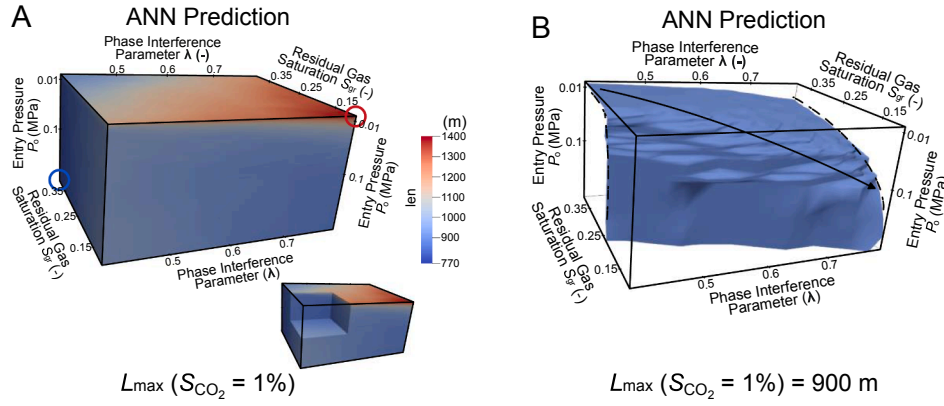 A
ANN Prediction
Phase Interference
Parameter λ (-)
0.5
0.6
0.7
Residual Gas
Saturation Sgr (-)
0.35
0.25
0.15
0.01
0.1
Entry Pressure
P₀ (MPa)
0.01
0.1
Entry Pressure
P₀ (MPa)
0.35
0.25
0.15
Residual Gas
Saturation Sgr (-)
0.5
0.6
0.7
Phase Interference
Parameter (λ)
(m)
1400
1300
1200
1100
1000
900
770
len
Lmax (SCO₂ = 1%)
B
ANN Prediction
Phase Interference
Parameter λ (-)
0.5
0.6
0.7
Residual Gas
Saturation Sgr (-)
0.35
0.25
0.15
0.01
0.1
Entry Pressure
P₀ (MPa)
0.01
0.1
Entry Pressure
P₀ (MPa)
0.35
0.25
0.15
Residual Gas
Saturation Sgr (-)
0.5
0.6
0.7
Phase Interference
Parameter (λ)
Lmax (SCO₂ = 1%) = 900 m